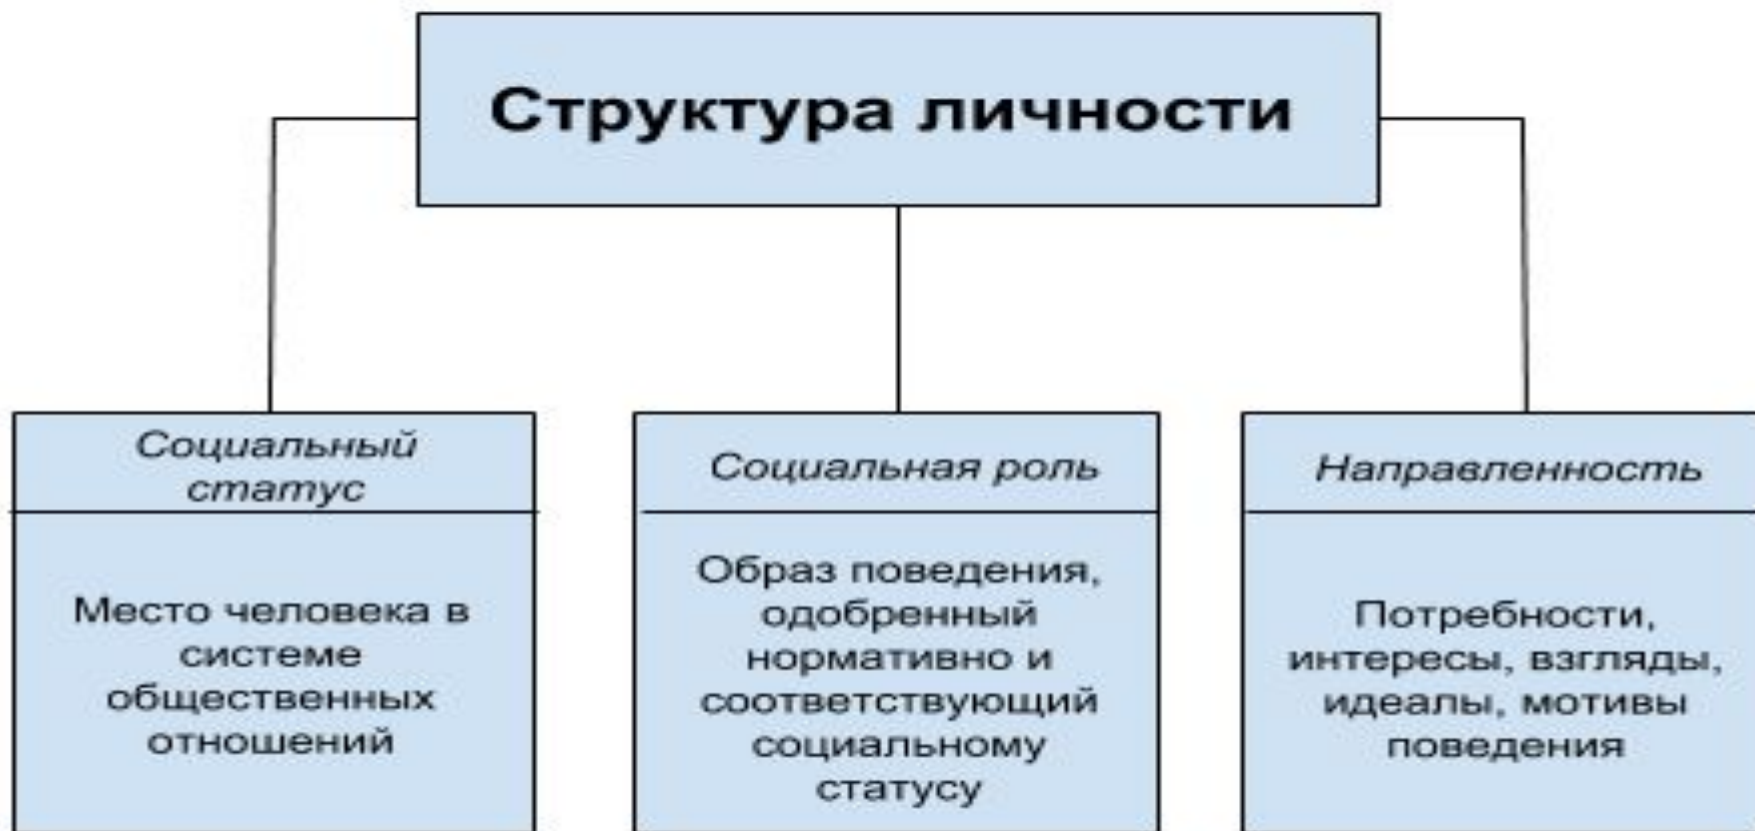 Структура личности
Социальный
статус
Место человека в
системе
общественных
отношений
Социальная роль
Образ поведения,
одобренный
нормативно и
соответствующий
социальному
статусу
Направленность
Потребности,
интересы, взгляды,
идеалы, мотивы
поведения